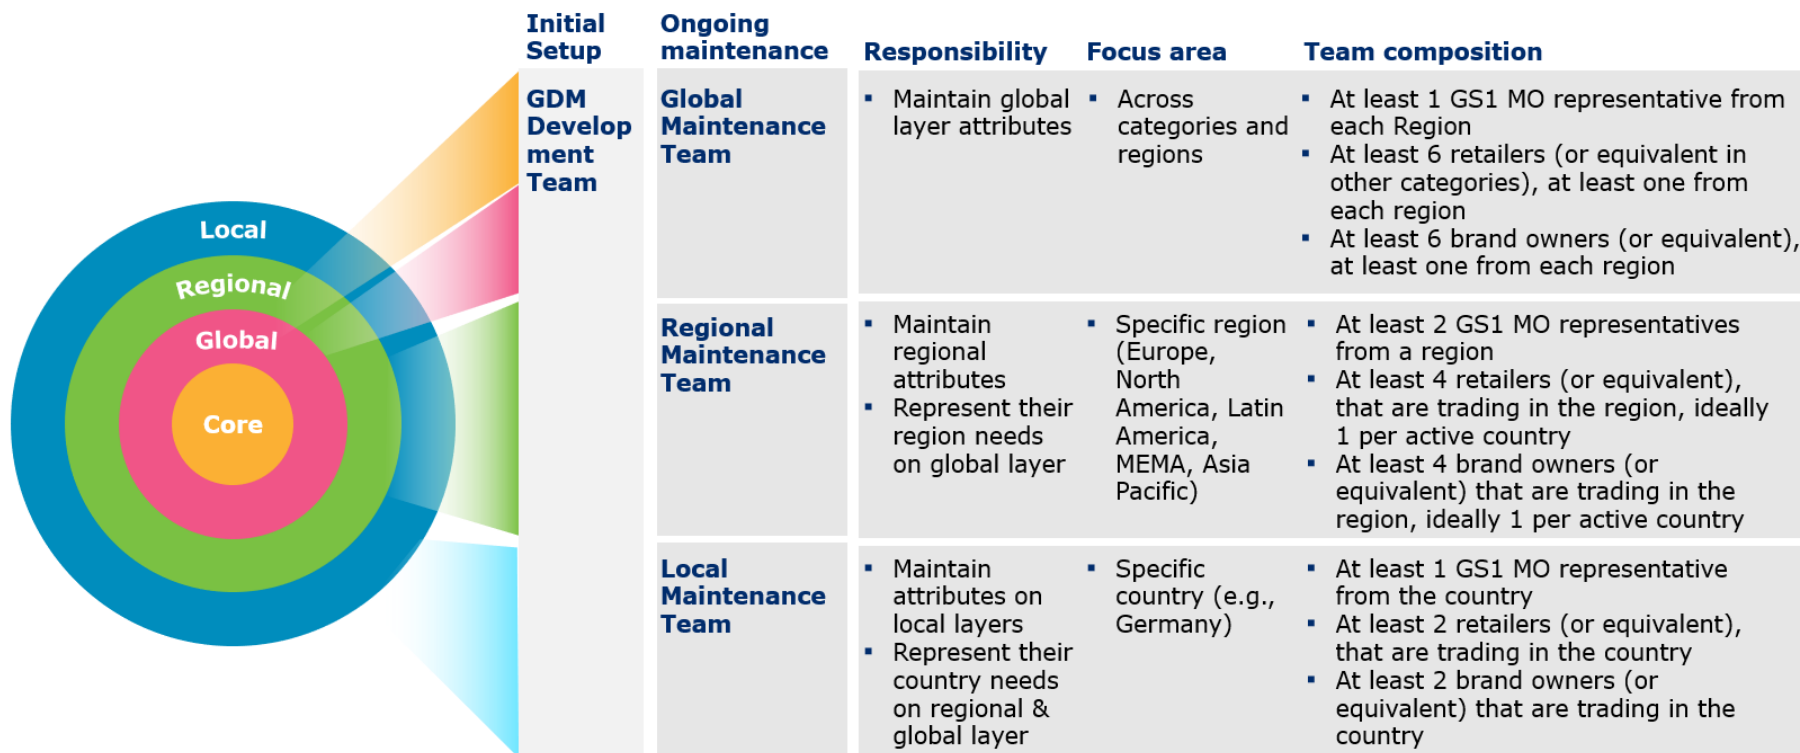 Initial
Setup
Ongoing
maintenance
Responsibility
Focus area
Team composition
Local
Regional
Global
Core
GDM
Develop
ment
Team
Global
Maintenance
Team
Maintain global
layer attributes
Across
categories and
regions
At least 1 GS1 MO representative from
each Region
At least 6 retailers (or equivalent in
other categories), at least one from
each region
At least 6 brand owners (or equivalent),
at least one from each region
Regional
Maintenance
Team
Maintain
regional
attributes
Represent their
region needs
on global layer
Specific region
(Europe,
North
America, Latin
America,
MEMA, Asia
Pacific)
At least 2 GS1 MO representatives
from a region
At least 4 retailers (or equivalent),
that are trading in the region, ideally
1 per active country
At least 4 brand owners (or
equivalent) that are trading in the
region, ideally 1 per active country
Local
Maintenance
Team
Maintain
attributes on
local layers
Represent their
country needs
on regional &
global layer
Specific
country (e.g.,
Germany)
At least 1 GS1 MO representative
from the country
At least 2 retailers (or equivalent),
that are trading in the country
At least 2 brand owners (or
equivalent) that are trading in the
country